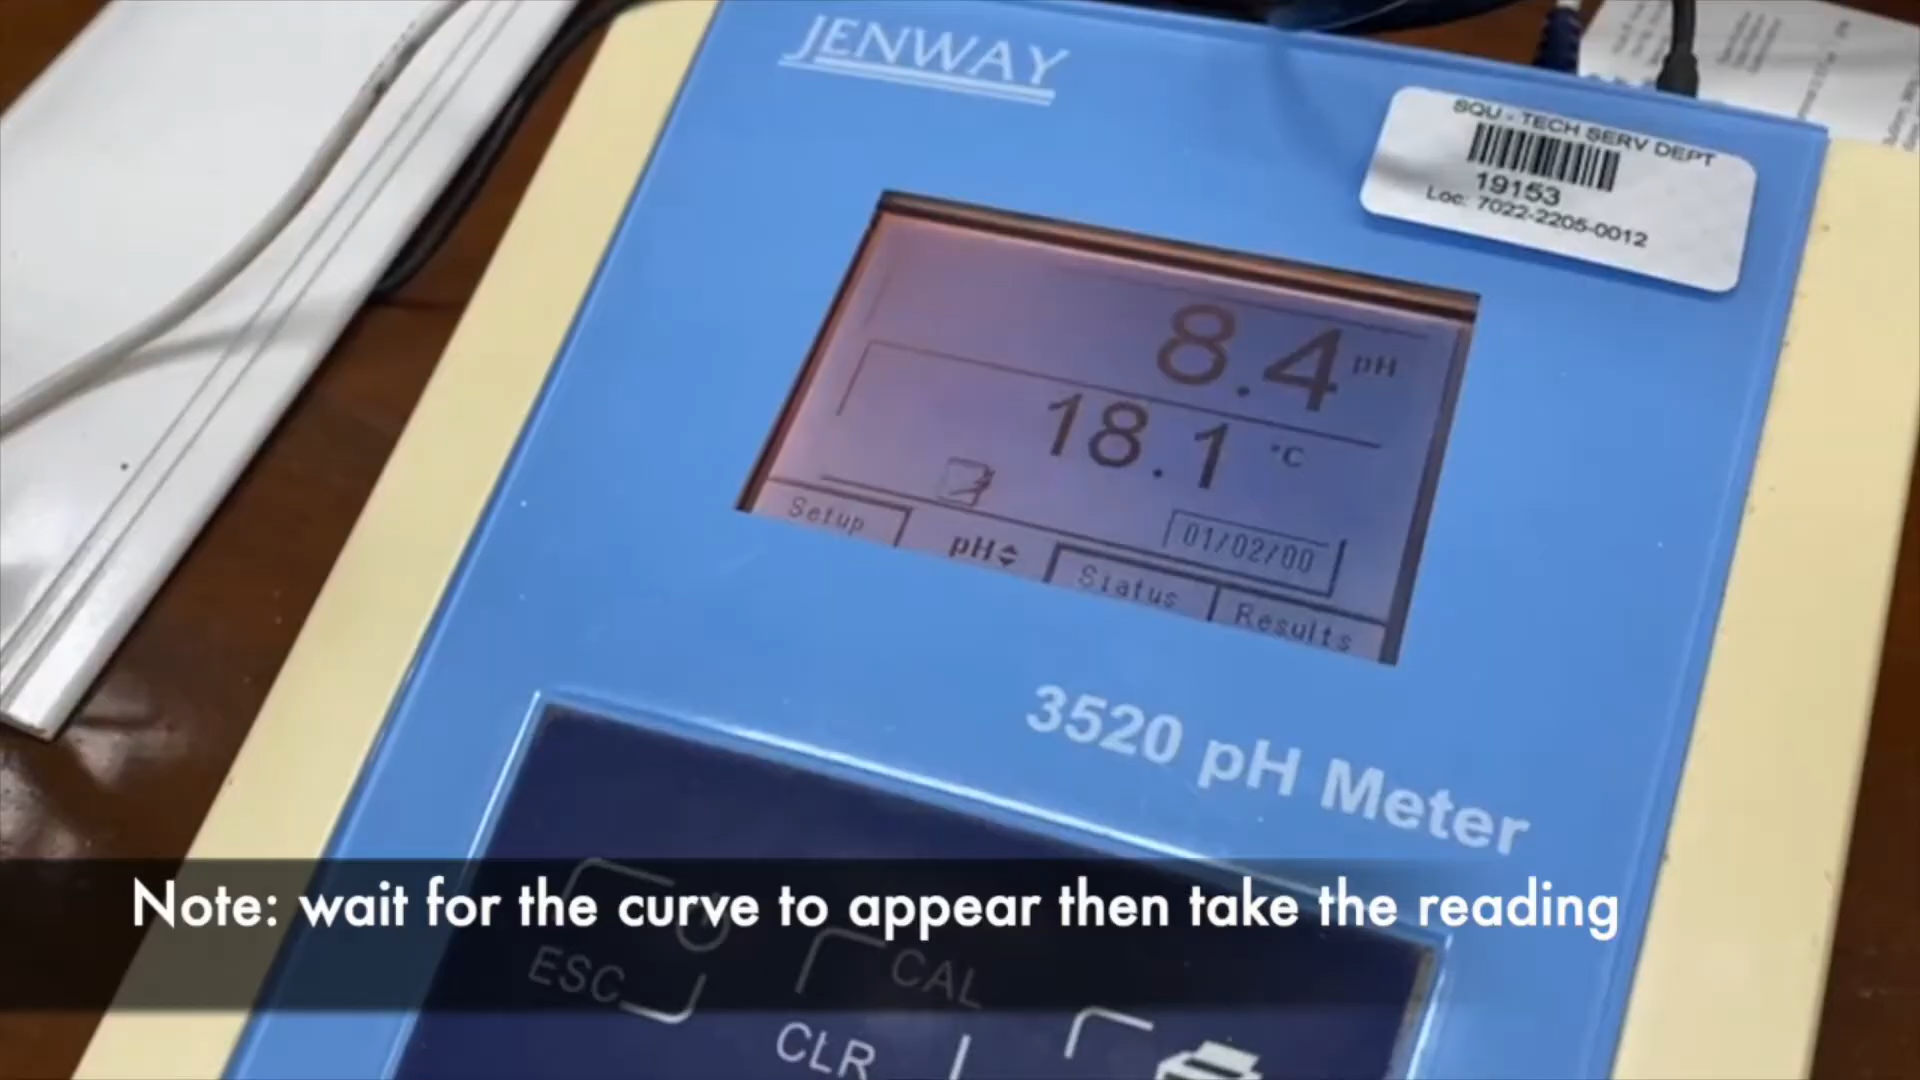 JENWAY
SQU - TECH SERV DEPT
19153
Loc: 7022-2205-0012
8.4 pH
18.1 °C
01/02/00
Setup
pH
Status
Results
3520 pH Meter
Note: wait for the curve to appear then take the reading
ESC
CAL
CLR